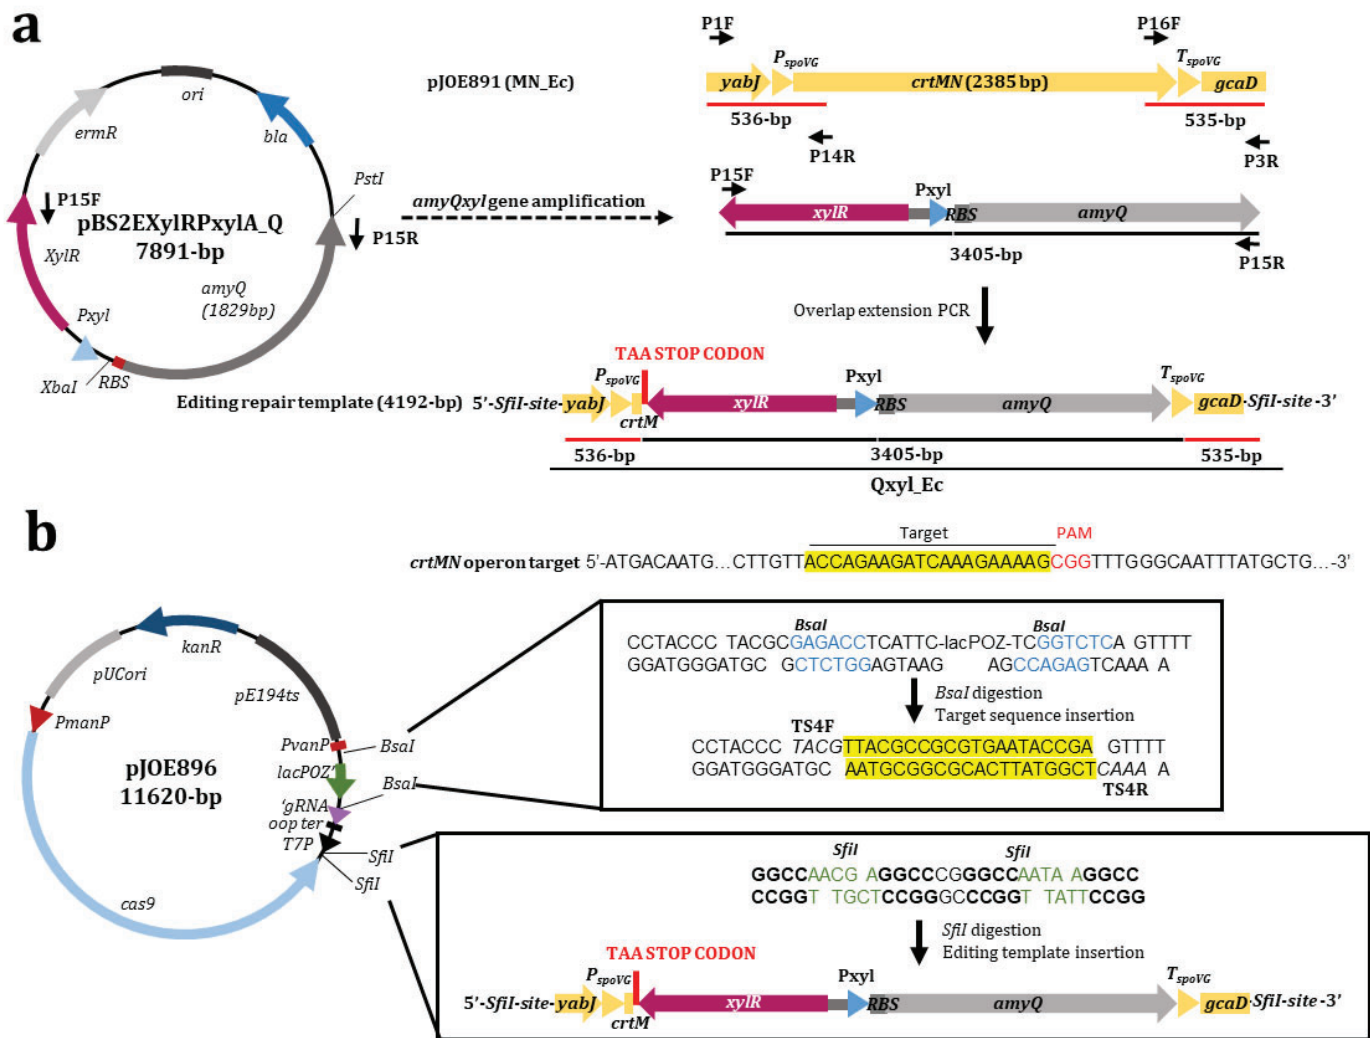 a
ori
ermR
bla
PstI
P15F
pBS2EXylRPxylA_Q
7891-bp
P15R
XylR
amyQ
(1829bp)
Pxyl
XbaI
RBS
pJOE891 (MN_Ec)
P1F
P16F
PspoVG
TspoVG
yabJ
crtMN (2385 bp)
gcaD
536-bp
535-bp
P14R
P3R
amyQxyl gene amplification
P15F
Pxyl
xylR
RBS
amyQ
3405-bp
P15R
Overlap extension PCR
TAA STOP CODON
PspoVG
Pxyl
TspoVG
Editing repair template (4192-bp) 5'-SfiI-site-yabJ
xylR
RBS
amyQ
gcaD-SfiI-site -3'
crtM
536-bp
3405-bp
535-bp
Qxyl_Ec
b
Target
PAM
crtMN operon target 5'-ATGACAATG...CTTGTTACCAGAAGATCAAAGAAAAGCGGTTTGGGCAATTTATGCTG...-3'
kanR
pUCori
pE194ts
PmanP
PvanP
BsaI
pJOE896
11620-bp
lacPOZ'
BsaI
'gRNA
oop ter
T7P
SfiI
SfiI
cas9
BsaI
BsaI
CCTACCC TACGCGAGACCTCATTC-lacPOZ-TCGGTCTCA GTTTT
GGATGGGATGC GCTCTGGAGTAAG AGCCAGAGTCAAA A
BsaI digestion
Target sequence insertion
TS4F
CCTACCC TACGTTACGCCGCGTGAATACCGA GTTTT
GGATGGGATGC AATGCGGCGCACTTATGGCTCAAA A
TS4R
SfiI
SfiI
GGCCAACG AGGCCCGGGCCAATA AGGCC
CCGGT TGCTCCGGGCCCGGT TATTCCGG
SfiI digestion
Editing template insertion
TAA STOP CODON
PspoVG
Pxyl
TspoVG
5'-SfiI-site-yabJ
xylR
RBS
amyQ
gcaD-SfiI-site -3'
crtM